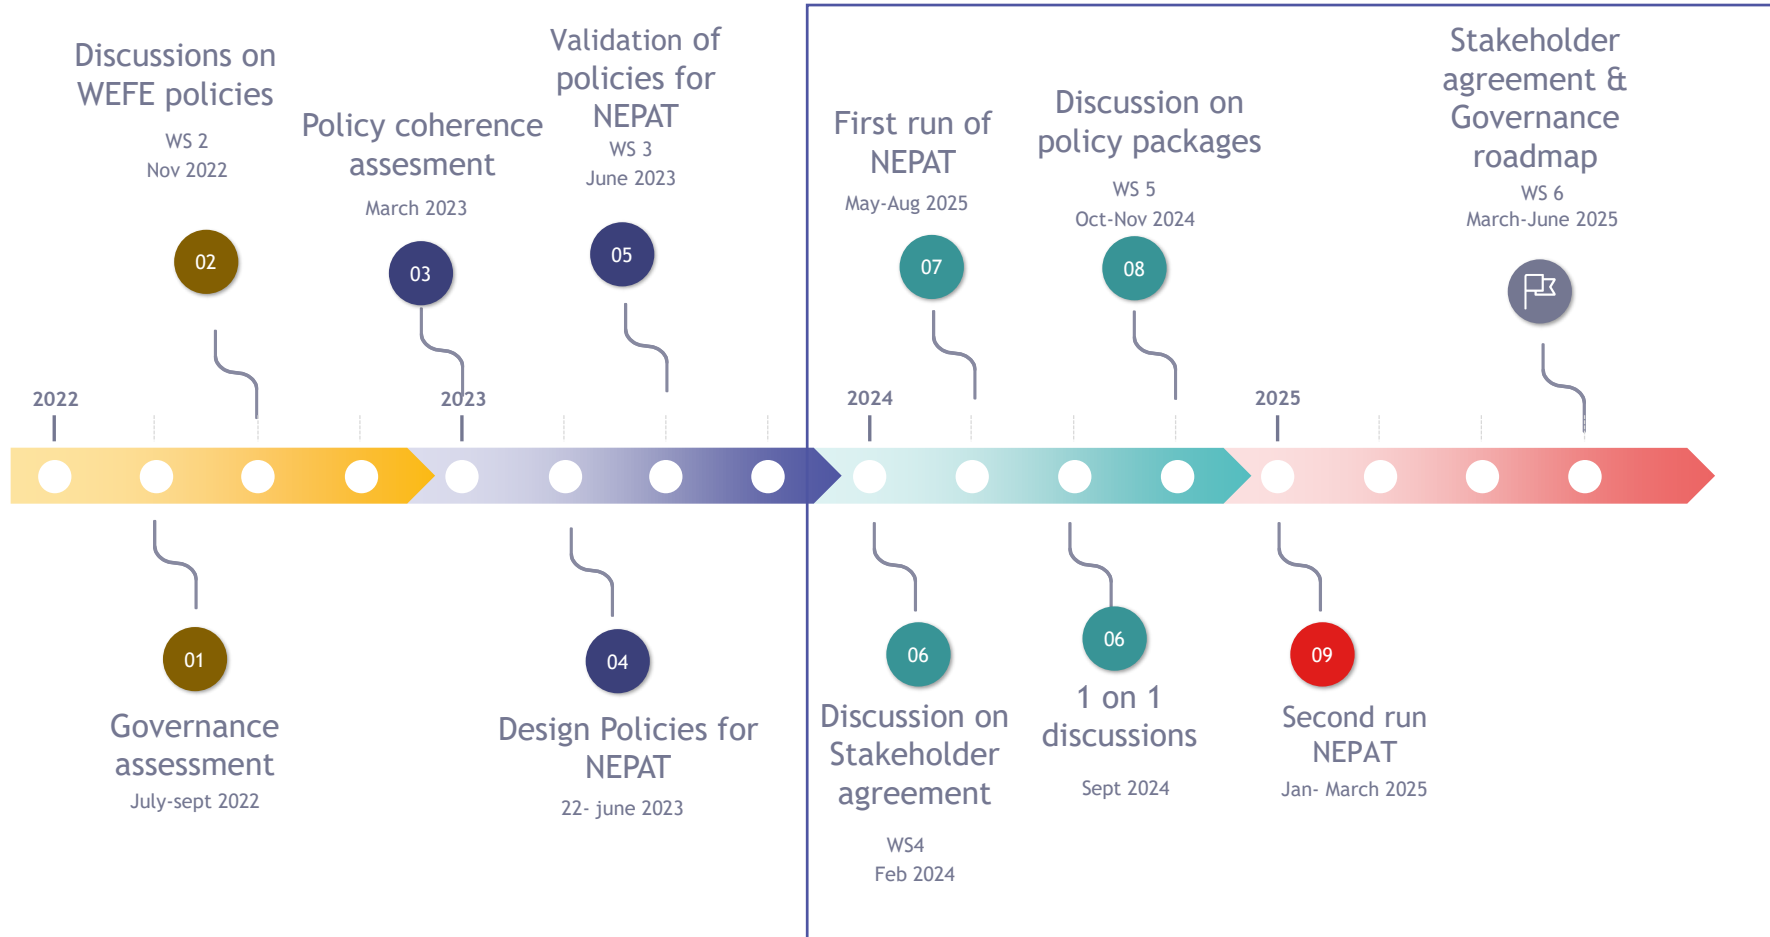 Discussions on
WEFE policies
WS 2
Nov 2022
02
Policy coherence
assesment
March 2023
03
Validation of
policies for
NEPAT
WS 3
June 2023
05
First run of
NEPAT
May-Aug 2025
07
Discussion on
policy packages
WS 5
Oct-Nov 2024
08
Stakeholder
agreement &
Governance
roadmap
WS 6
March-June 2025
2022
2023
2024
2025
01
Governance
assessment
July-sept 2022
04
Design Policies for
NEPAT
22- june 2023
06
Discussion on
Stakeholder
agreement
WS4
Feb 2024
06
1 on 1
discussions
Sept 2024
09
Second run
NEPAT
Jan- March 2025